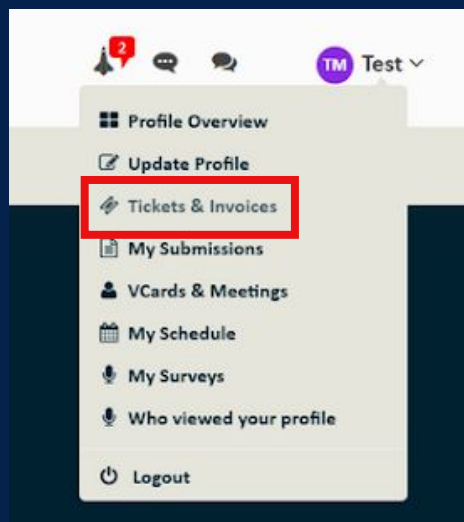 2
TM Test
Profile Overview
Update Profile
Tickets & Invoices
My Submissions
VCards & Meetings
My Schedule
My Surveys
Who viewed your profile
Logout